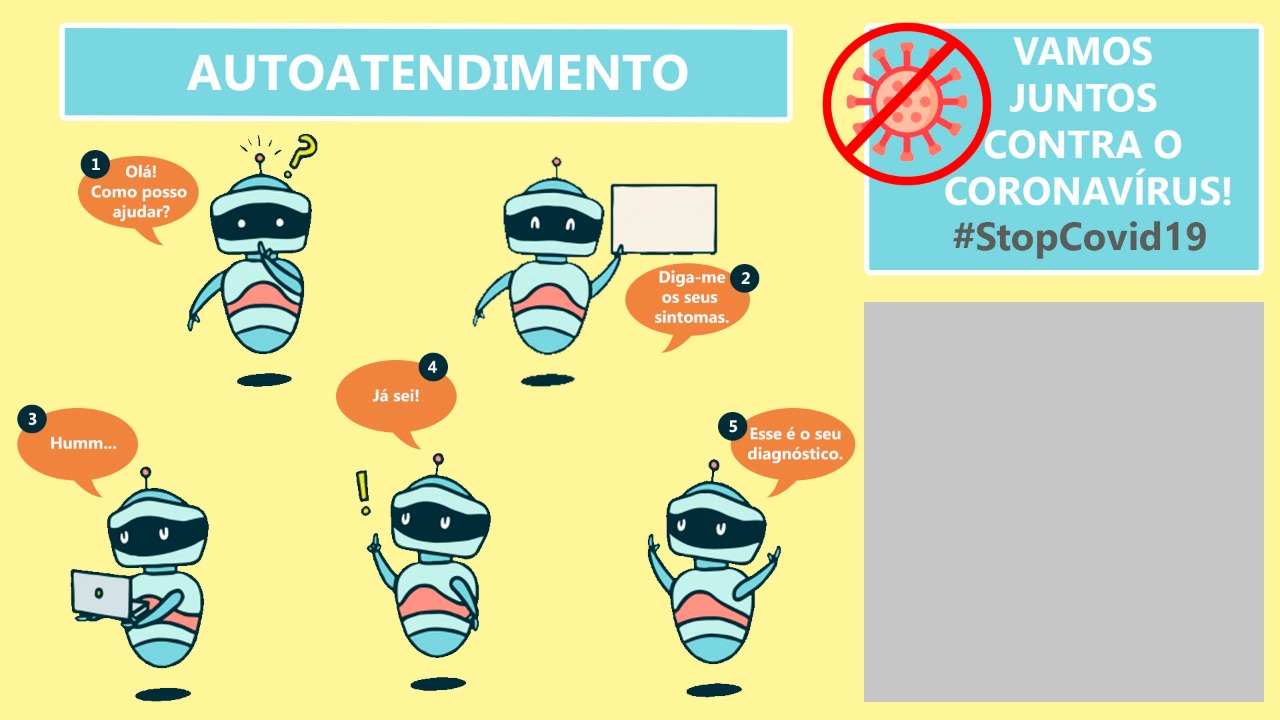 AUTOATENDIMENTO
VAMOS
JUNTOS
CONTRA O
CORONAVÍRUS!
#StopCovid19
1
Olá!
Como posso
ajudar?
2
Diga-me
os seus
sintomas.
3
Humm...
4
Já sei!
5
Esse é o seu
diagnóstico.